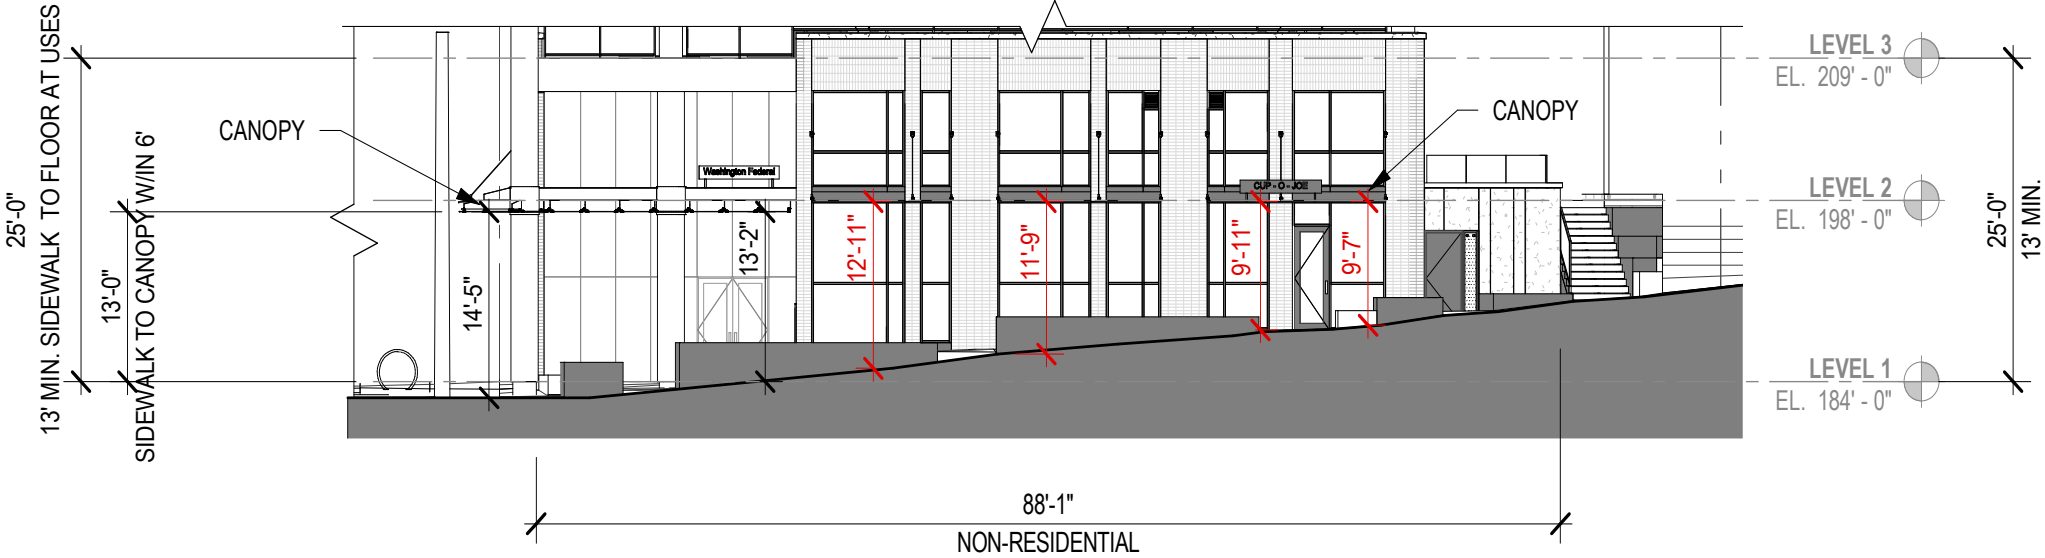 13' MIN. SIDEWALK TO FLOOR AT USES
25'-0"
13'-0"
SIDEWALK TO CANOPY W/IN 6'
CANOPY
14'-5"
Washington Federal
13'-2"
12'-11"
11'-9"
CUP - O - JOE
9'-11"
9'-7"
CANOPY
LEVEL 3
EL. 209' - 0"
LEVEL 2
EL. 198' - 0"
LEVEL 1
EL. 184' - 0"
25'-0"
13' MIN.
88'-1"
NON-RESIDENTIAL